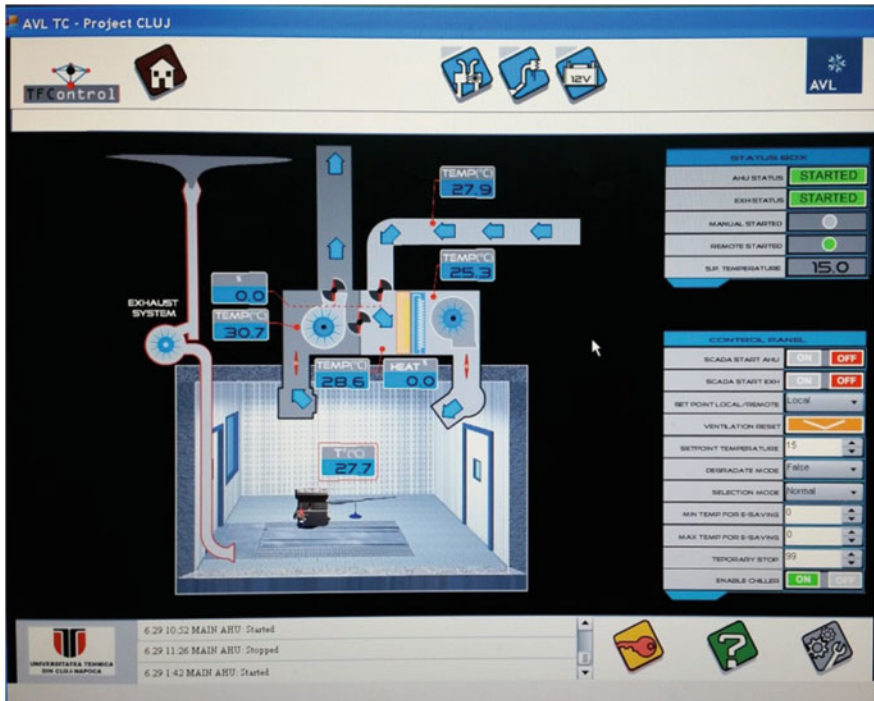 AVL TC - Project CLUJ
TFControl
12V
AVL
TEMP(°C)
27.9
TEMP(°C)
25.3
%
0.0
EXHAUST
SYSTEM
TEMP(°C)
30.7
TEMP(°C)
28.6
HEAT %
0.0
T(°C)
27.7
STATUS BOX
AHU STATUS STARTED
EXH STATUS STARTED
MANUAL STARTED
REMOTE STARTED
S.P. TEMPERATURE 15.0
CONTROL PANEL
SCADA START AHU ON OFF
SCADA START EXH ON OFF
SET POINT LOCAL/REMOTE Local
VENTILATION RESET
SETPOINT TEMPERATURE 15
DEGRADATE MODE False
SELECTION MODE Normal
MIN TEMP FOR E-SAVING 0
MAX TEMP FOR E-SAVING 0
TEPORARY STOP 99
ENABLE CHILLER ON OFF
UNIVERSITATEA TEHNICA
DIN CLUJ-NAPOCA
6.29 10:52 MAIN AHU: Started
6.29 11:26 MAIN AHU: Stopped
6.29 1:42 MAIN AHU: Started